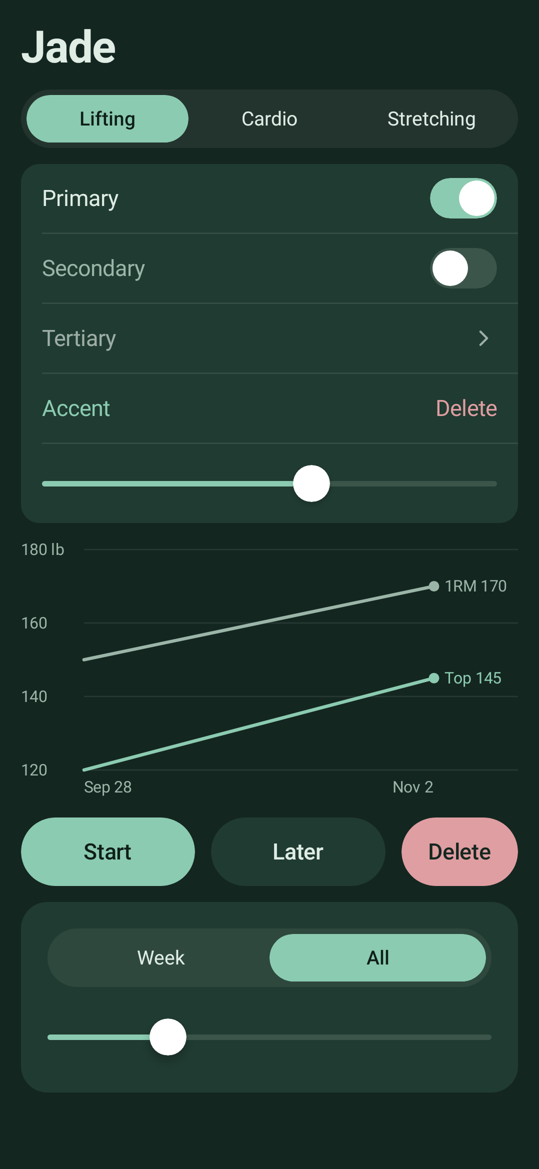 Jade
Lifting Cardio Stretching
Primary
Secondary
Tertiary
Accent Delete
180 lb
1RM 170
160
Top 145
140
120
Sep 28 Nov 2
Start Later Delete
Week All